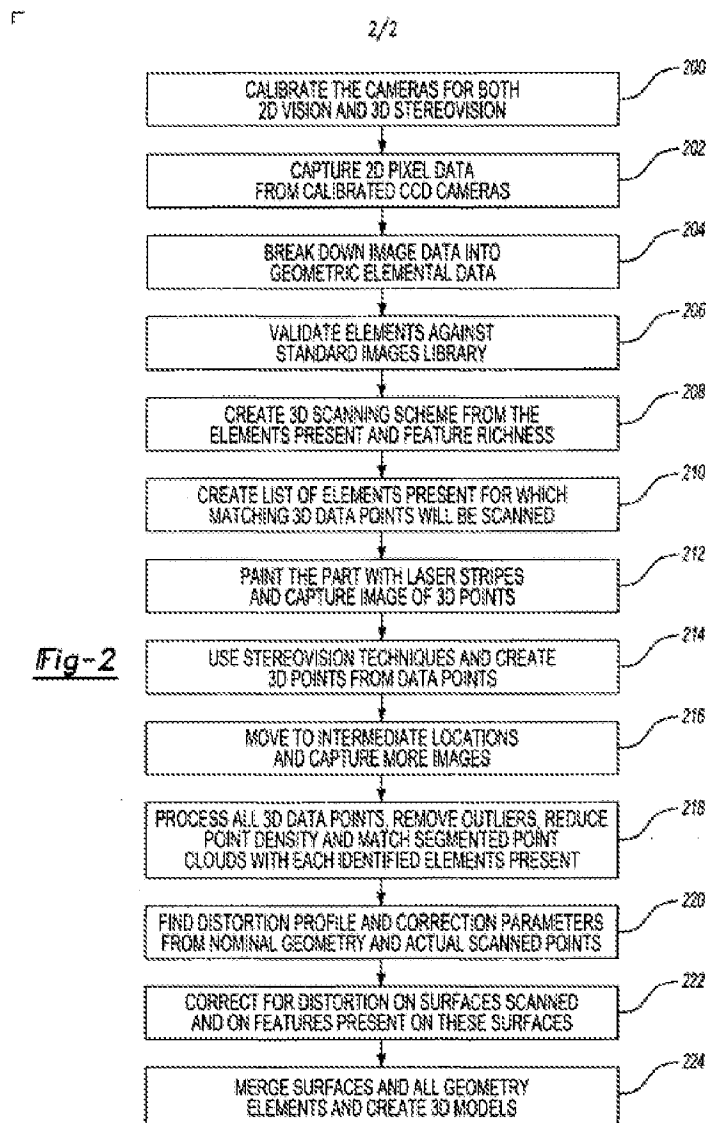 2/2
200
CALIBRATE THE CAMERAS FOR BOTH
2D VISION AND 3D STEREOVISION
202
CAPTURE 2D PIXEL DATA
FROM CALIBRATED CCD CAMERAS
204
BREAK DOWN IMAGE DATA INTO
GEOMETRIC ELEMENTAL DATA
206
VALIDATE ELEMENTS AGAINST
STANDARD IMAGES LIBRARY
208
CREATE 3D SCANNING SCHEME FROM THE
ELEMENTS PRESENT AND FEATURE RICHNESS
210
CREATE LIST OF ELEMENTS PRESENT FOR WHICH
MATCHING 3D DATA POINTS WILL BE SCANNED
212
PAINT THE PART WITH LASER STRIPES
AND CAPTURE IMAGE OF 3D POINTS
214
Fig-2
USE STEREOVISION TECHNIQUES AND CREATE
3D POINTS FROM DATA POINTS
216
MOVE TO INTERMEDIATE LOCATIONS
AND CAPTURE MORE IMAGES
218
PROCESS ALL 3D DATA POINTS, REMOVE OUTLIERS, REDUCE
POINT DENSITY AND MATCH SEGMENTED POINT
CLOUDS WITH EACH IDENTIFIED ELEMENTS PRESENT
220
FIND DISTORTION PROFILE AND CORRECTION PARAMETERS
FROM NOMINAL GEOMETRY AND ACTUAL SCANNED POINTS
222
CORRECT FOR DISTORTION ON SURFACES SCANNED
AND ON FEATURES PRESENT ON THESE SURFACES
224
MERGE SURFACES AND ALL GEOMETRY
ELEMENTS AND CREATE 3D MODELS